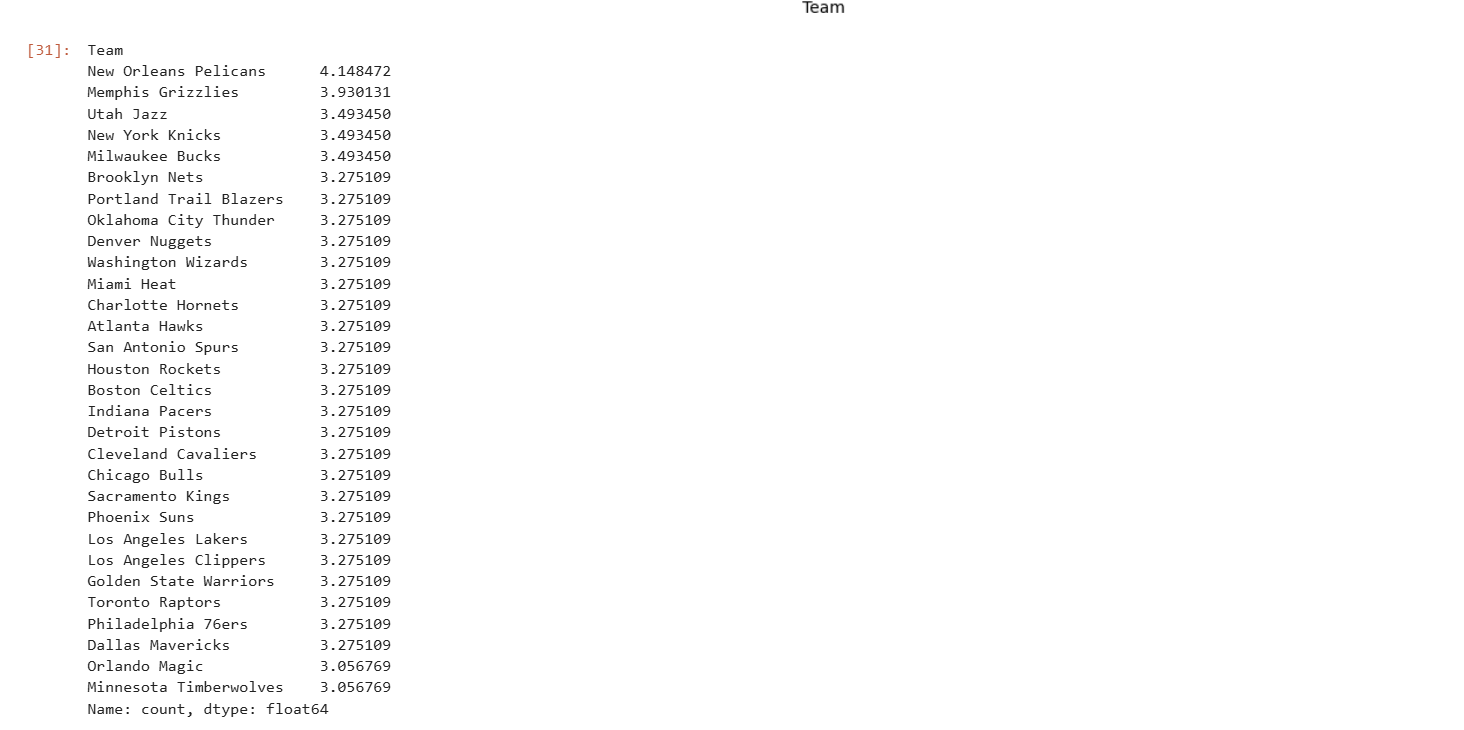 Team
[31]: Team
New Orleans Pelicans 4.148472
Memphis Grizzlies 3.930131
Utah Jazz 3.493450
New York Knicks 3.493450
Milwaukee Bucks 3.493450
Brooklyn Nets 3.275109
Portland Trail Blazers 3.275109
Oklahoma City Thunder 3.275109
Denver Nuggets 3.275109
Washington Wizards 3.275109
Miami Heat 3.275109
Charlotte Hornets 3.275109
Atlanta Hawks 3.275109
San Antonio Spurs 3.275109
Houston Rockets 3.275109
Boston Celtics 3.275109
Indiana Pacers 3.275109
Detroit Pistons 3.275109
Cleveland Cavaliers 3.275109
Chicago Bulls 3.275109
Sacramento Kings 3.275109
Phoenix Suns 3.275109
Los Angeles Lakers 3.275109
Los Angeles Clippers 3.275109
Golden State Warriors 3.275109
Toronto Raptors 3.275109
Philadelphia 76ers 3.275109
Dallas Mavericks 3.275109
Orlando Magic 3.056769
Minnesota Timberwolves 3.056769
Name: count, dtype: float64